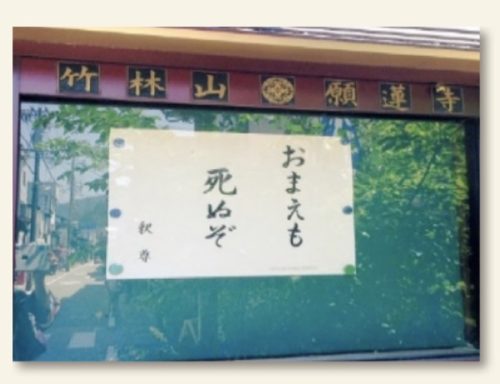 竹林山 願蓮寺
おまえも
死ぬぞ
釈尊